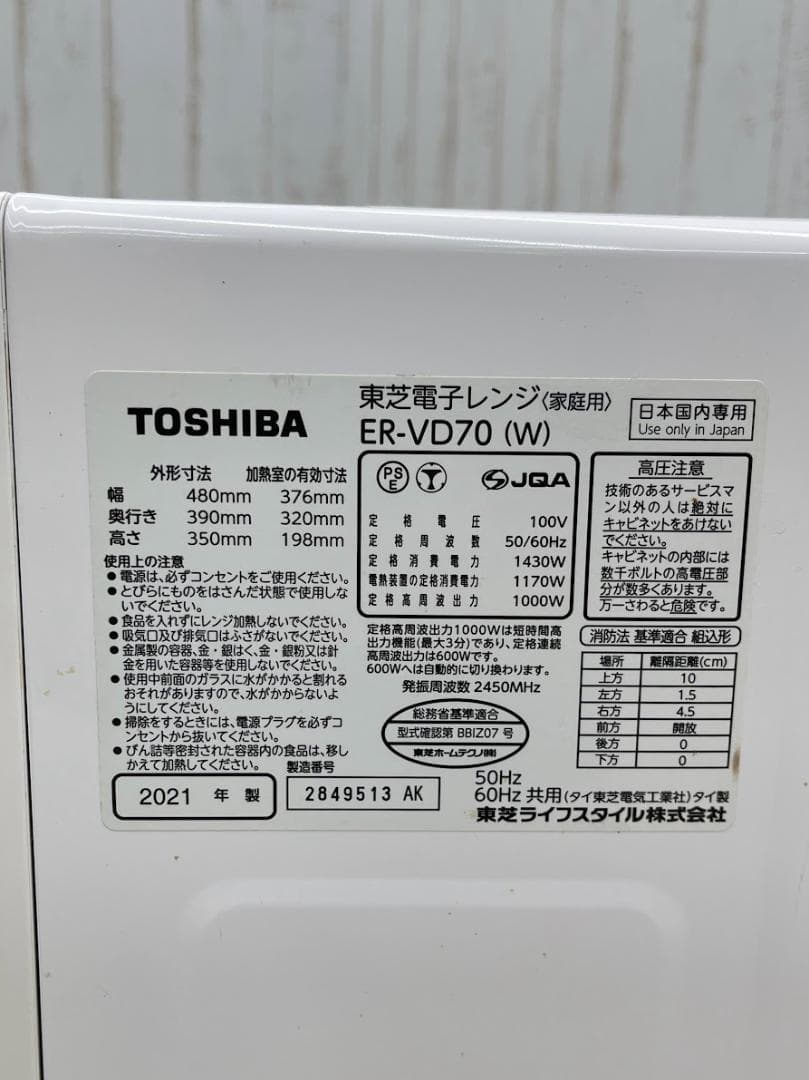 TOSHIBA
東芝電子レンジ〈家庭用〉
ER-VD70 (W)
日本国内専用
Use only in Japan
外形寸法 加熱室の有効寸法
幅 480mm 376mm
奥行き 390mm 320mm
高さ 350mm 198mm
使用上の注意
●電源は、必ずコンセントをご使用ください。
●とびらにものをはさんだ状態で使用しな
いでください。
●食品を入れずにレンジ加熱しないでください。
●吸気口及び排気口はふさがないでください。
●金属製の容器、金・銀はく、金・銀粉又は針
金を用いた容器等を使用しないでください。
●使用中前面のガラスに水がかかると割れる
おそれがありますので、水がかからないよ
うにしてください。
●掃除をするときには、電源プラグを必ずコ
ンセントから抜いてください。
●びん詰等密封された容器内の食品は、移し
かえて加熱してください。
PS
E
JQA
定格電圧 100V
定格周波数 50/60Hz
定格消費電力 1430W
電熱装置の定格消費電力 1170W
定格高周波出力 1000W
定格高周波出力1000Wは短時間高
出力機能(最大3分)であり、定格連続
高周波出力は600Wです。
600Wへは自動的に切り換わります。
発振周波数 2450MHz
総務省基準適合
型式確認第 BBIZ07 号
東芝ホームテクノ(株)
高圧注意
技術のあるサービスマ
ン以外の人は絶対に
キャビネットをあけない
でください。
キャビネットの内部には
数千ボルトの高電圧部
分が数多くあります。
万一さわると危険です。
消防法 基準適合 組込形
場所 離隔距離(cm)
上方 10
左方 1.5
右方 4.5
前方 開放
後方 0
下方 0
2021 年 製
製造番号
2849513 AK
50Hz
60Hz 共用 (タイ東芝電気工業社) タイ製
東芝ライフスタイル株式会社